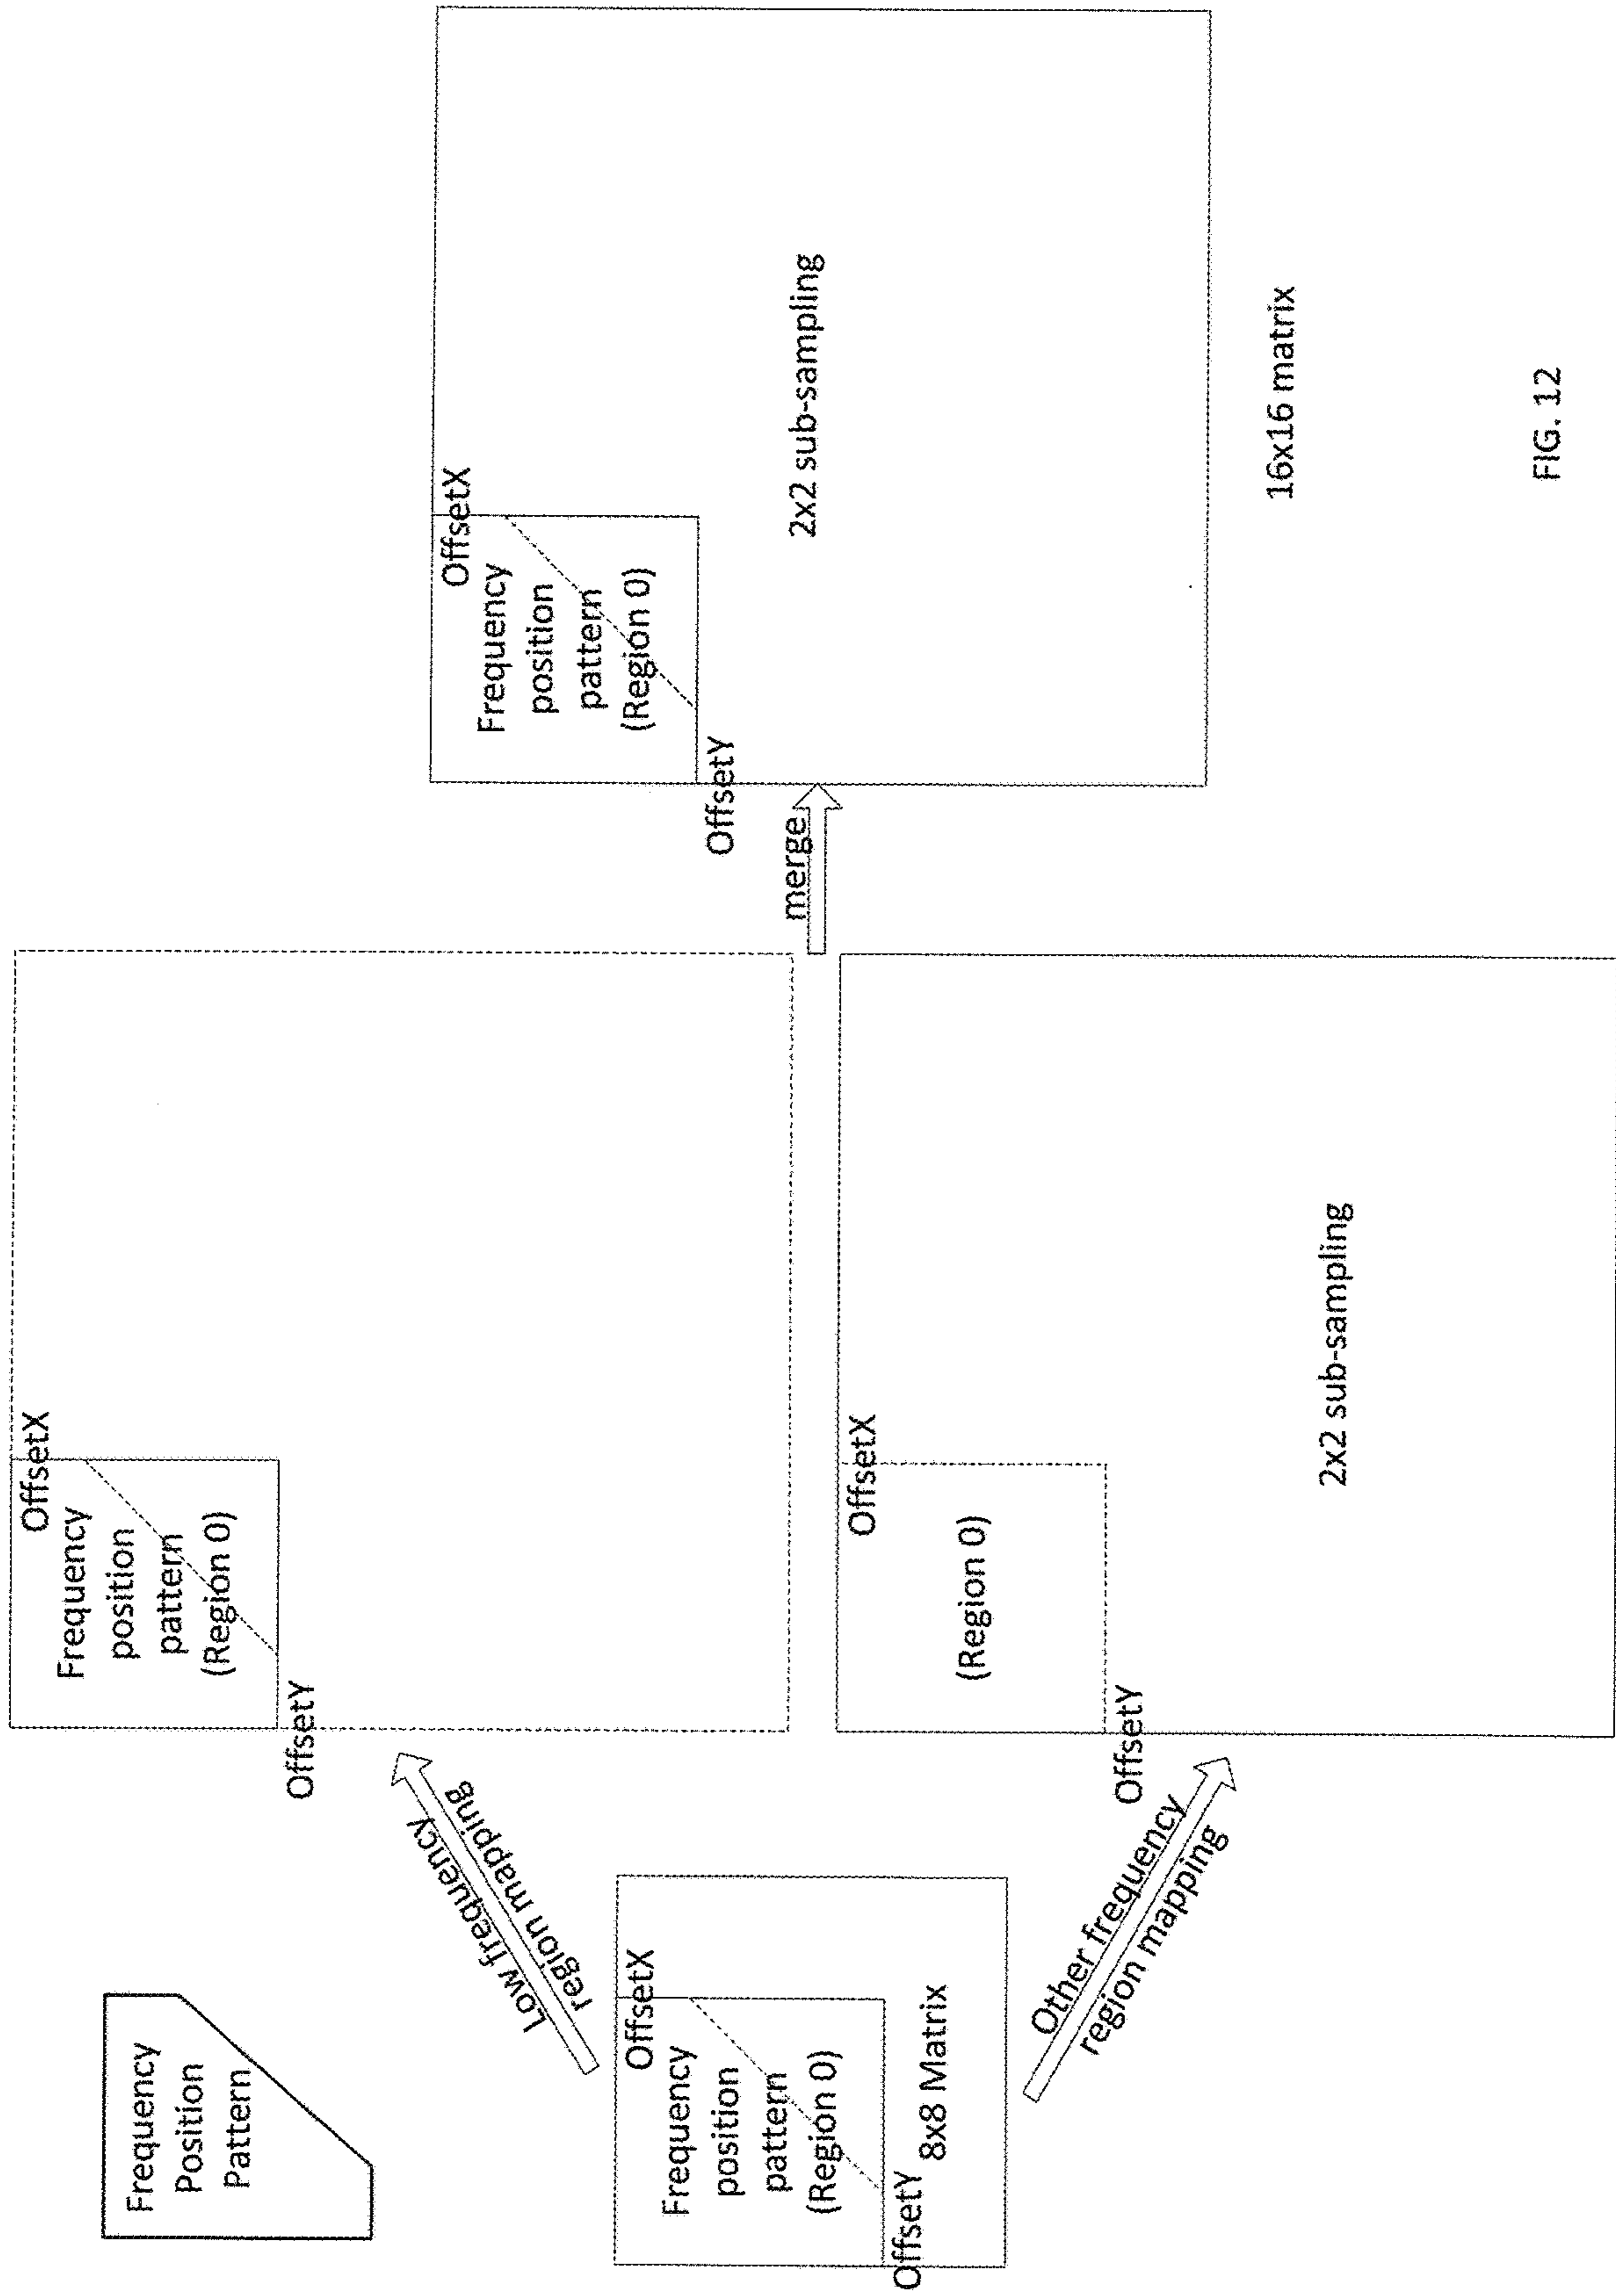 Frequency
Position
Pattern
OffsetX
Frequency
position
pattern
(Region 0)
OffsetY
8x8 Matrix
Low frequency
region mapping
Other frequency
region mapping
OffsetX
Frequency
position
pattern
(Region 0)
OffsetY
OffsetX
(Region 0)
OffsetY
2x2 sub-sampling
merge
OffsetX
Frequency
position
pattern
(Region 0)
OffsetY
2x2 sub-sampling
16x16 matrix
FIG. 12